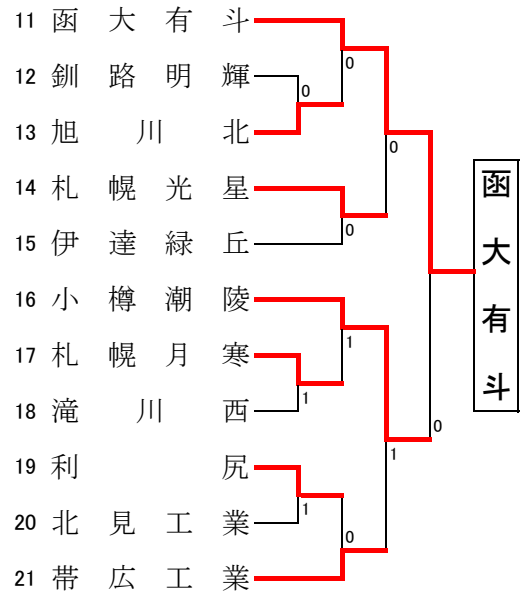 11 函大有斗
12 釧路明輝
13 旭川北
14 札幌光星
15 伊達緑丘
16 小樽潮陵
17 札幌月寒
18 滝川西
19 利尻
20 北見工業
21 帯広工業
0
0
0
0
1
1
1
0
1
0
函大有斗